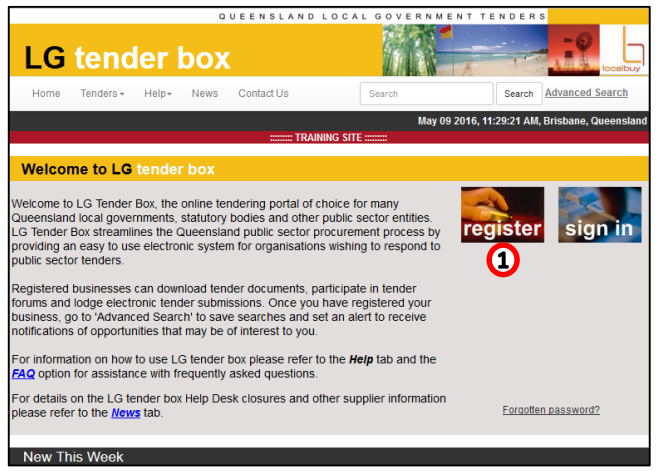 QUEENSLAND LOCAL GOVERNMENT TENDERS
LG tender box
localbuy
Home Tenders Help News Contact Us Search Search Advanced Search
May 09 2016, 11:29:21 AM, Brisbane, Queensland
::::::::: TRAINING SITE :::::::::
Welcome to LG tender box
Welcome to LG Tender Box, the online tendering portal of choice for many
Queensland local governments, statutory bodies and other public sector entities.
LG Tender Box streamlines the Queensland public sector procurement process by
providing an easy to use electronic system for organisations wishing to respond to
public sector tenders.
register
sign in
1
Registered businesses can download tender documents, participate in tender
forums and lodge electronic tender submissions. Once you have registered your
business, go to 'Advanced Search' to save searches and set an alert to receive
notifications of opportunities that may be of interest to you.
For information on how to use LG tender box please refer to the Help tab and the
FAQ option for assistance with frequently asked questions.
For details on the LG tender box Help Desk closures and other supplier information
please refer to the News tab.
Forgotten password?
New This Week